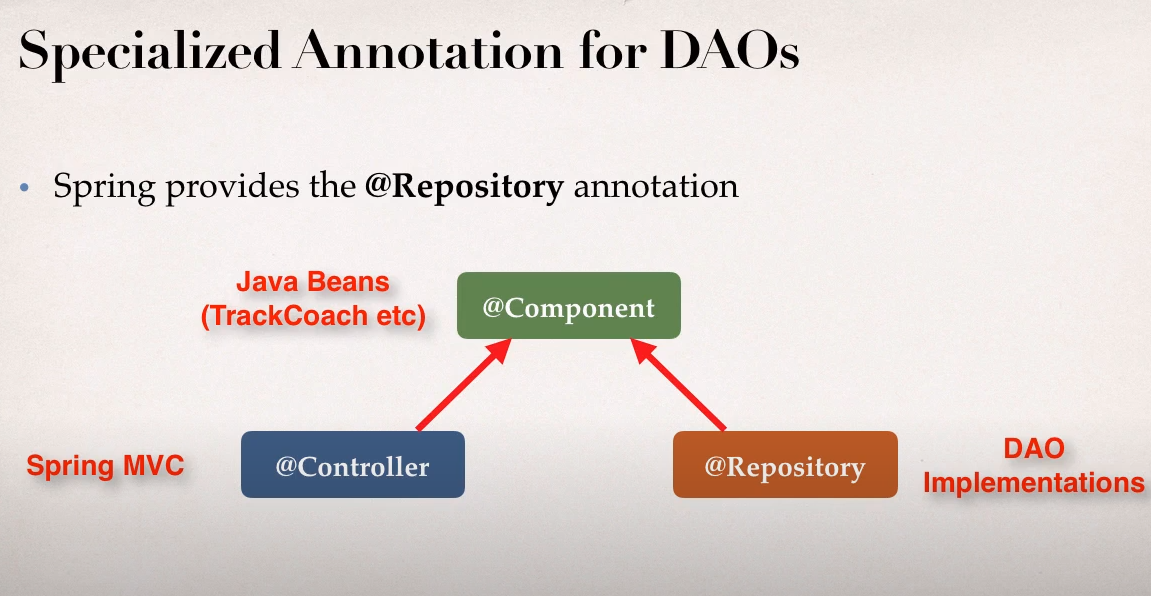 Specialized Annotation for DAOs
• Spring provides the @Repository annotation
Java Beans
(TrackCoach etc)
@Component
Spring MVC
@Controller
@Repository
DAO
Implementations